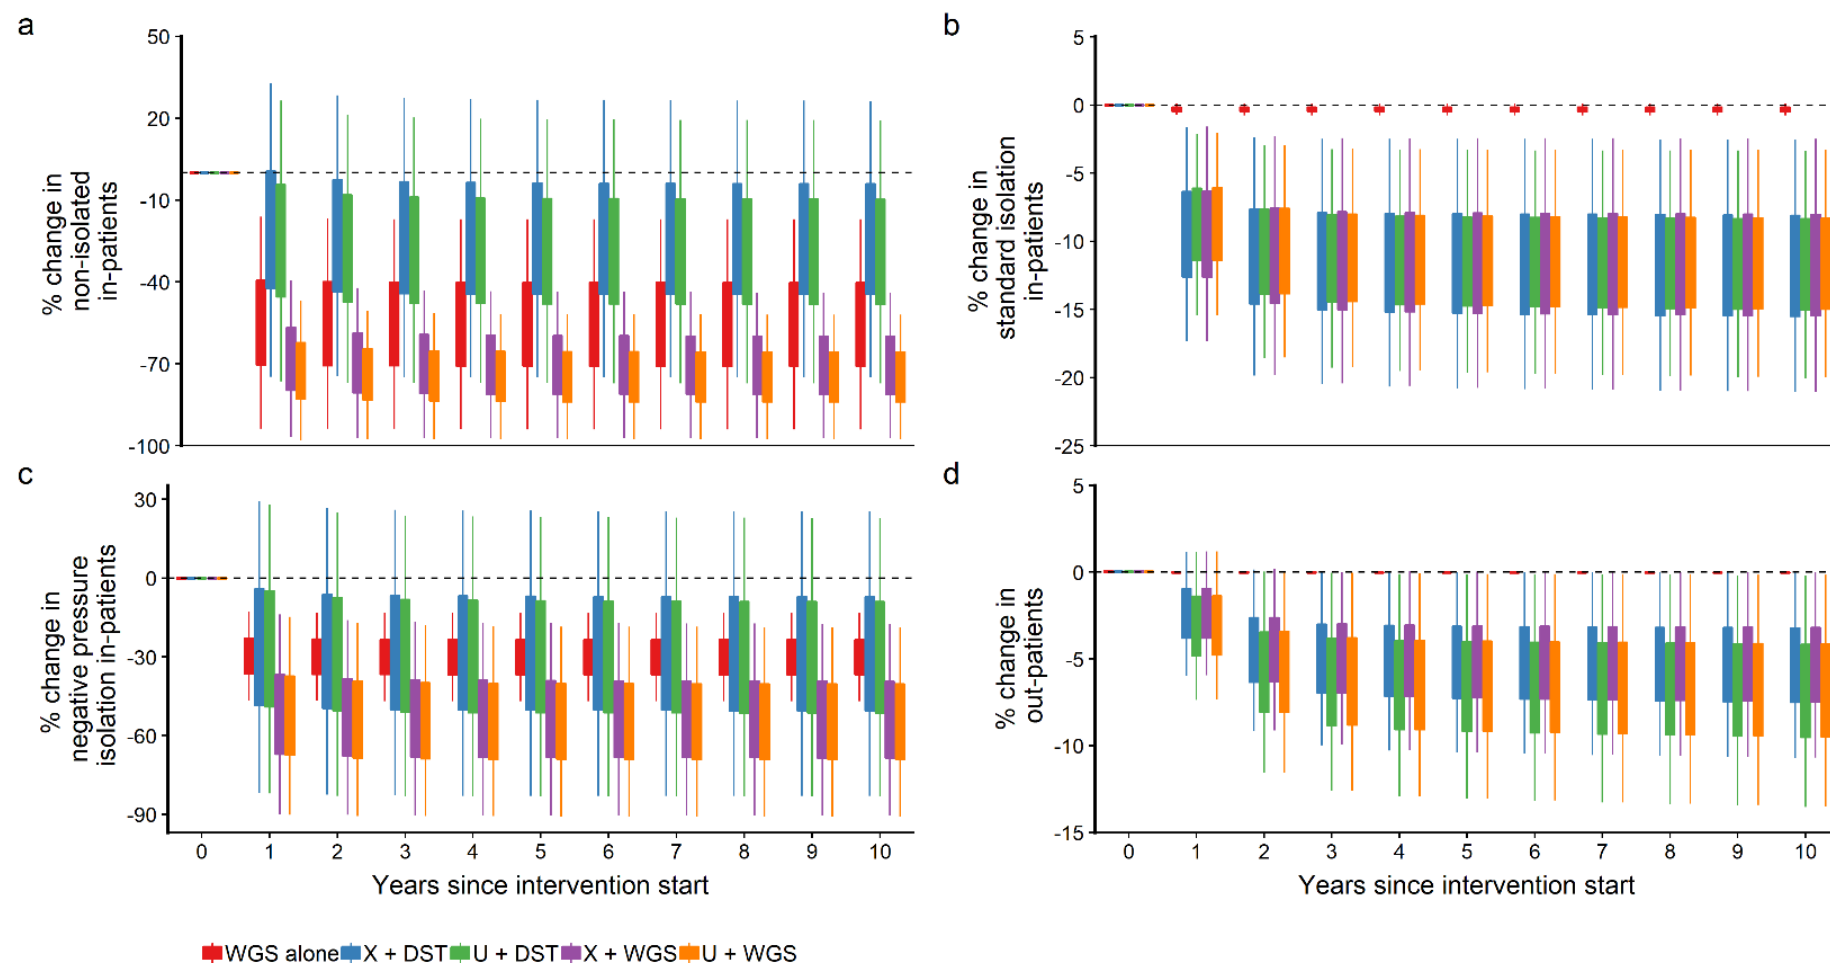 a
50
20
-10
-40
-70
-100
% change in
non-isolated
in-patients
b
5
0
-5
-10
-15
-20
-25
% change in
standard isolation
in-patients
c
30
0
-30
-60
-90
% change in
negative pressure
isolation in-patients
0 1 2 3 4 5 6 7 8 9 10
Years since intervention start
d
5
0
-5
-10
-15
% change in
out-patients
0 1 2 3 4 5 6 7 8 9 10
Years since intervention start
WGS alone X + DST U + DST X + WGS U + WGS